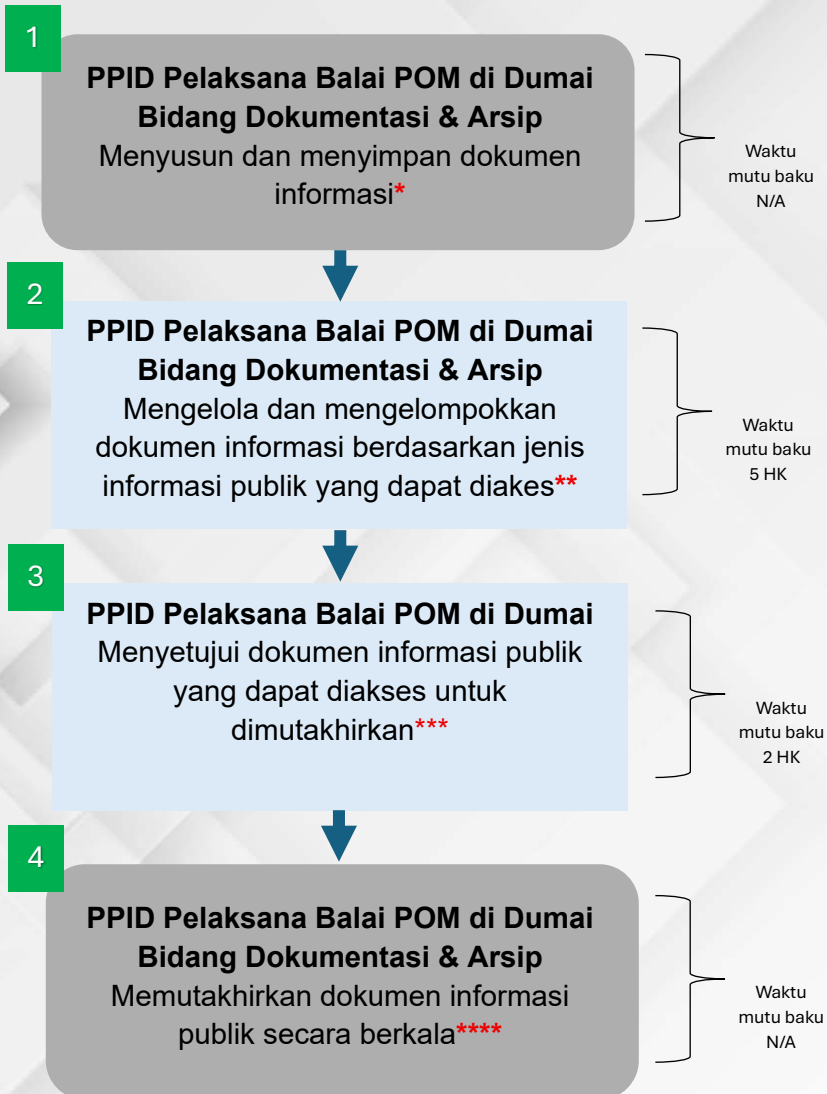 1
PPID Pelaksana Balai POM di Dumai
Bidang Dokumentasi & Arsip
Menyusun dan menyimpan dokumen
informasi*
Waktu
mutu baku
N/A
2
PPID Pelaksana Balai POM di Dumai
Bidang Dokumentasi & Arsip
Mengelola dan mengelompokkan
dokumen informasi berdasarkan jenis
informasi publik yang dapat diakes**
Waktu
mutu baku
5 HK
3
PPID Pelaksana Balai POM di Dumai
Menyetujui dokumen informasi publik
yang dapat diakses untuk
dimutakhirkan***
Waktu
mutu baku
2 HK
4
PPID Pelaksana Balai POM di Dumai
Bidang Dokumentasi & Arsip
Memutakhirkan dokumen informasi
publik secara berkala****
Waktu
mutu baku
N/A